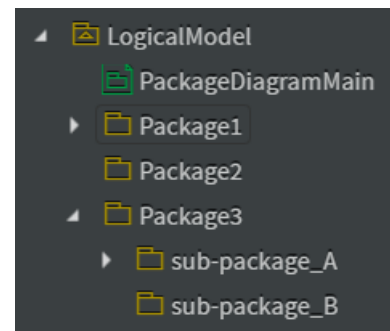 LogicalModel
PackageDiagramMain
Package1
Package2
Package3
sub-package_A
sub-package_B